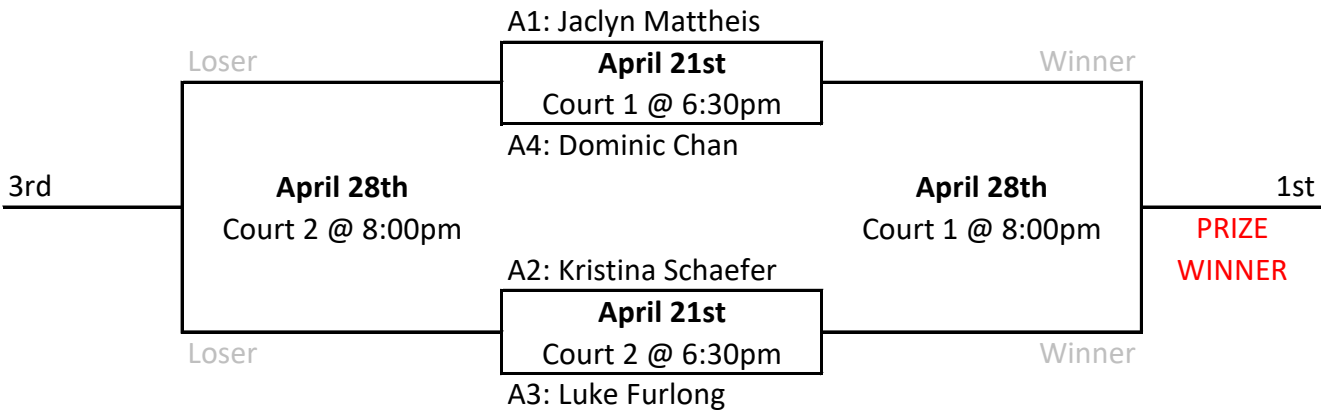 A1: Jaclyn Mattheis
Loser
April 21st
Winner
Court 1 @ 6:30pm
A4: Dominic Chan
3rd
April 28th
April 28th
1st
Court 2 @ 8:00pm
Court 1 @ 8:00pm
PRIZE
WINNER
A2: Kristina Schaefer
April 21st
Loser
Court 2 @ 6:30pm
Winner
A3: Luke Furlong